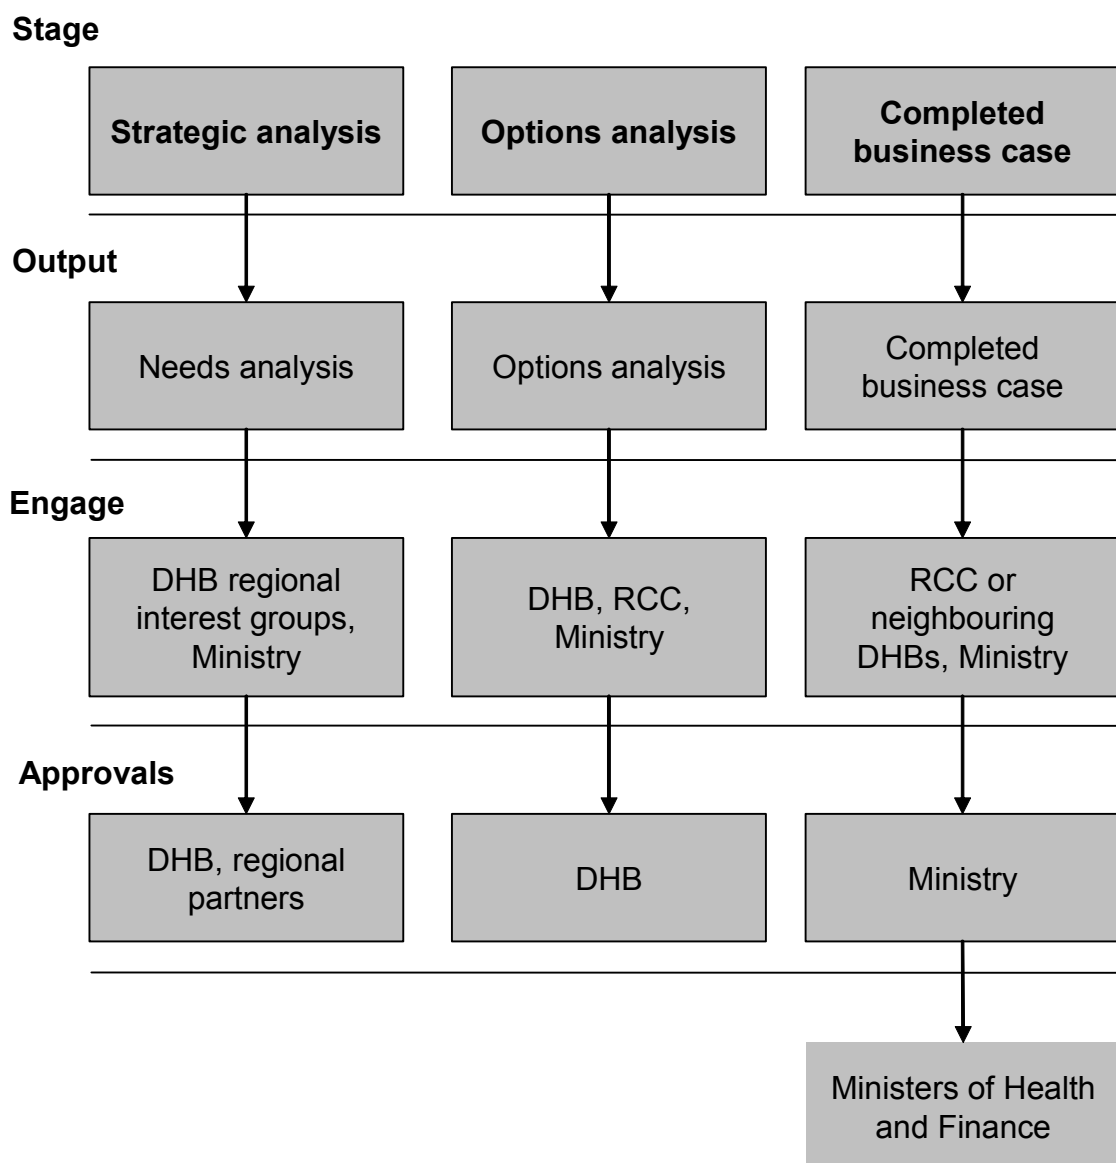 Stage
Strategic analysis
Options analysis
Completed
business case
Output
Needs analysis
Options analysis
Completed
business case
Engage
DHB regional
interest groups,
Ministry
DHB, RCC,
Ministry
RCC or
neighbouring
DHBs, Ministry
Approvals
DHB, regional
partners
DHB
Ministry
Ministers of Health
and Finance